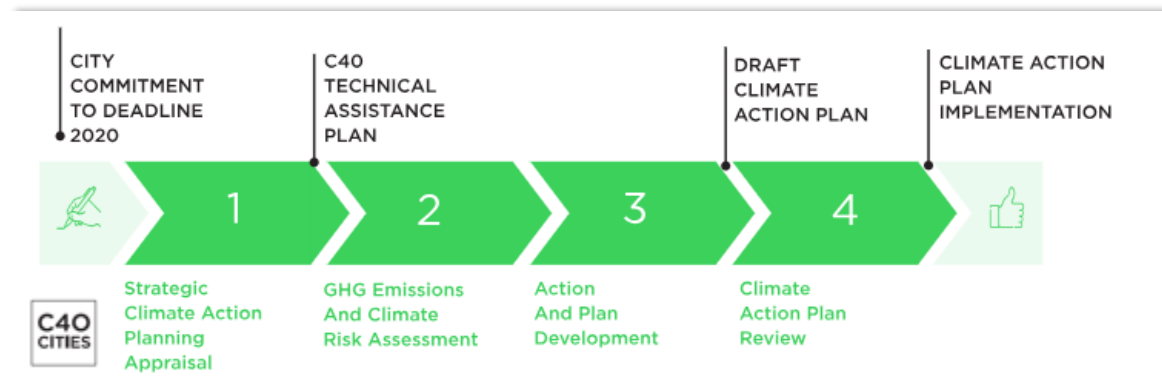 CITY
COMMITMENT
TO DEADLINE
2020
C40
TECHNICAL
ASSISTANCE
PLAN
DRAFT
CLIMATE
ACTION PLAN
CLIMATE ACTION
PLAN
IMPLEMENTATION
1
2
3
4
Strategic
Climate Action
Planning
Appraisal
GHG Emissions
And Climate
Risk Assessment
Action
And Plan
Development
Climate
Action Plan
Review
C40
CITIES